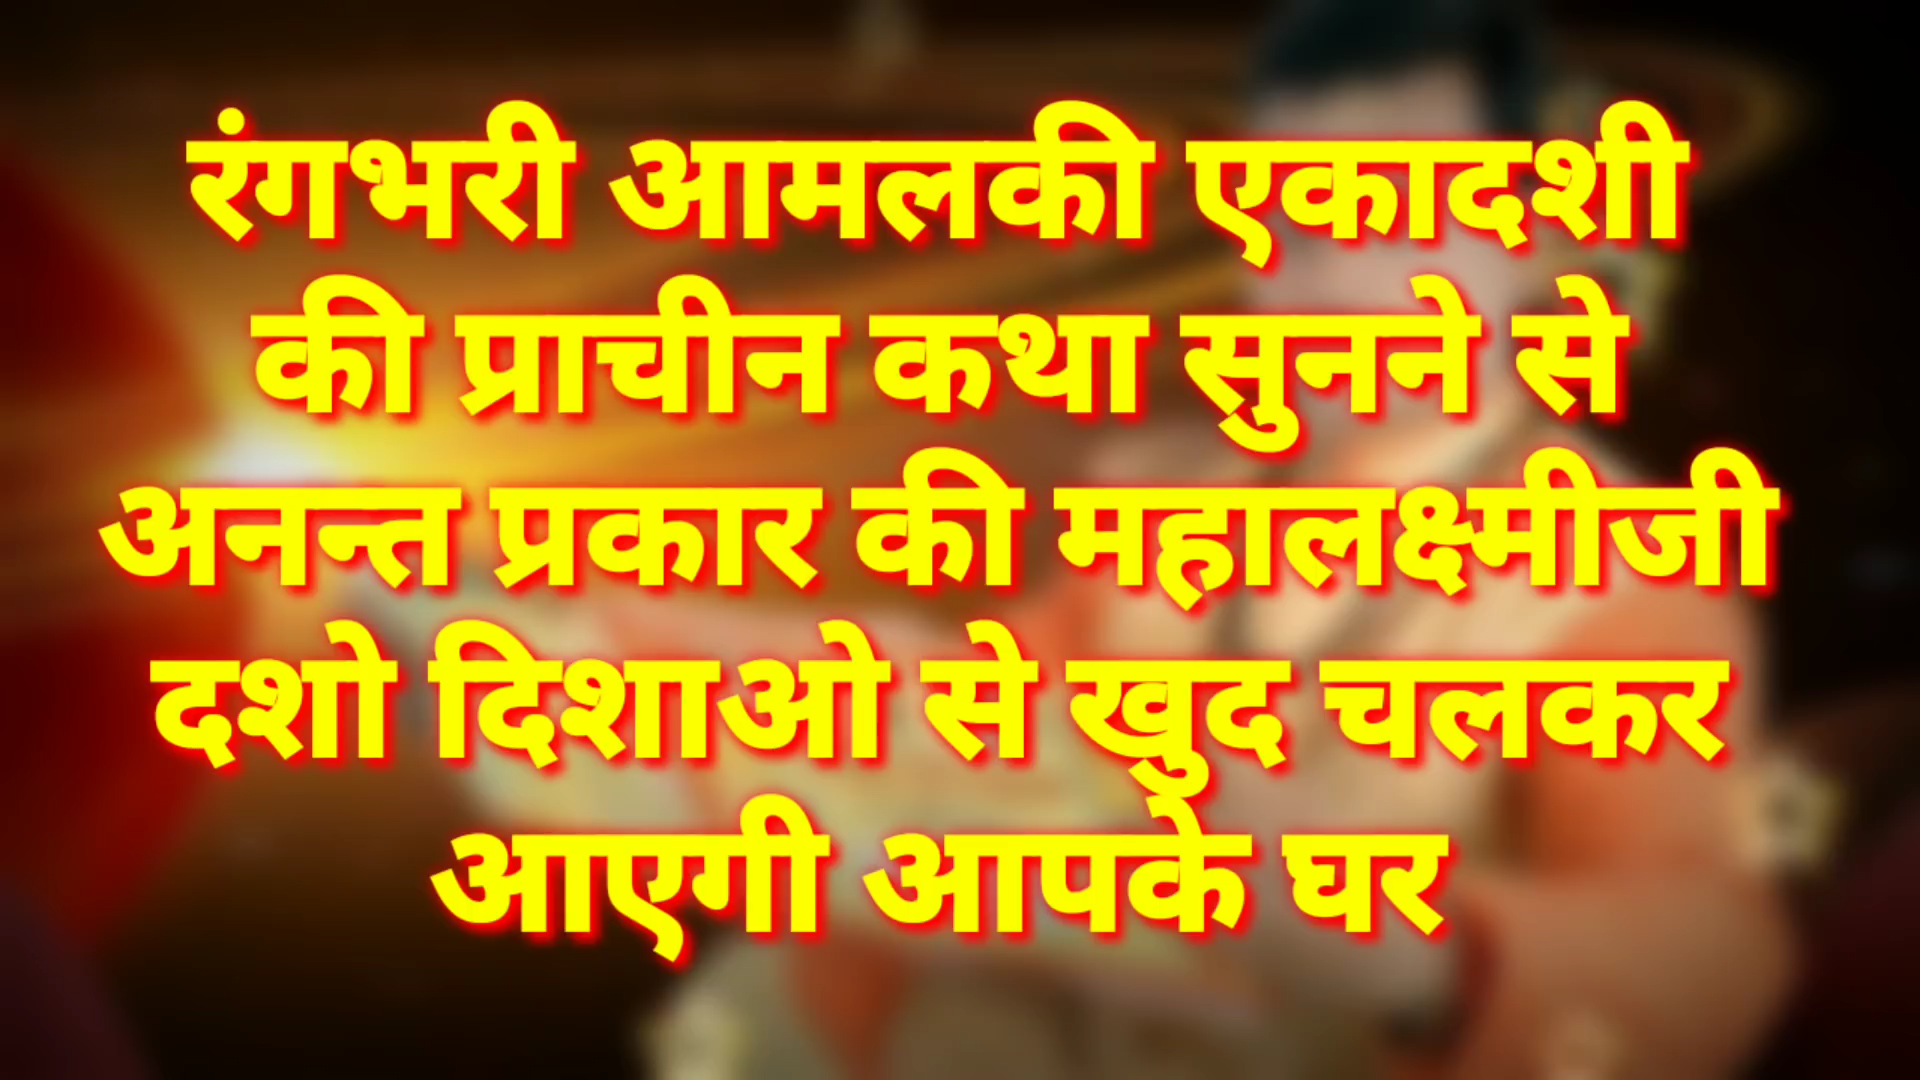 रंगभरी आमलकी एकादशी
की प्राचीन कथा सुनने से
अनन्त प्रकार की महालक्ष्मीजी
दशो दिशाओ से खुद चलकर
आएगी आपके घर